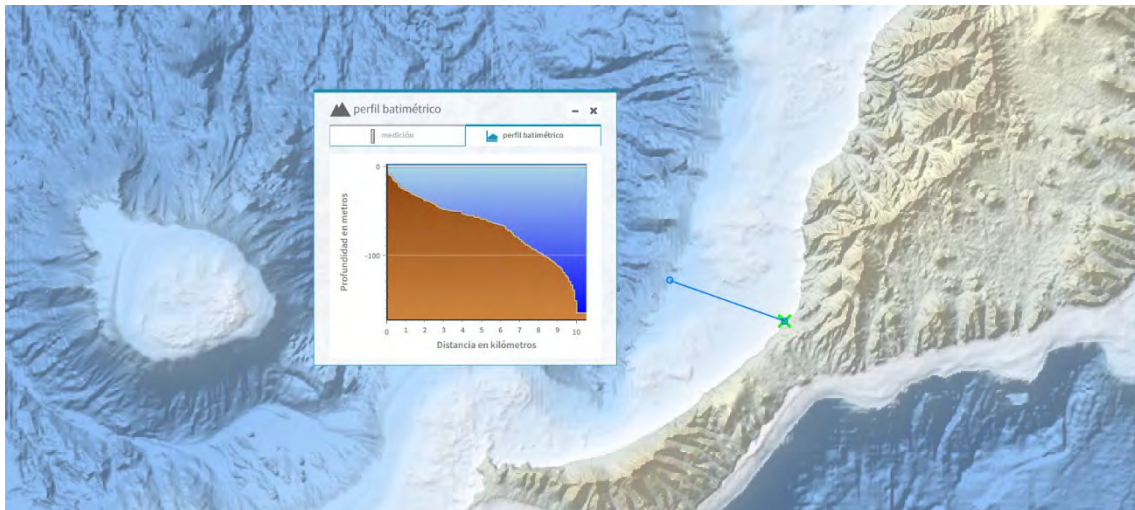 perfil batimétrico
medición
perfil batimétrico
0
Profundidad en metros
-100
0 1 2 3 4 5 6 7 8 9 10
Distancia en kilómetros